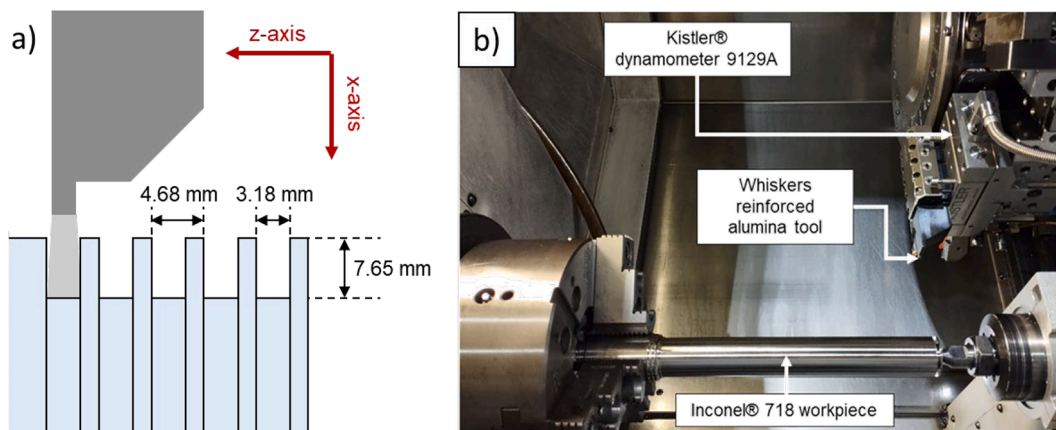 a)
z-axis
x-axis
4.68 mm
3.18 mm
7.65 mm
b)
Kistler®
dynamometer 9129A
KISTLER
Whiskers
reinforced
alumina tool
Inconel® 718 workpiece